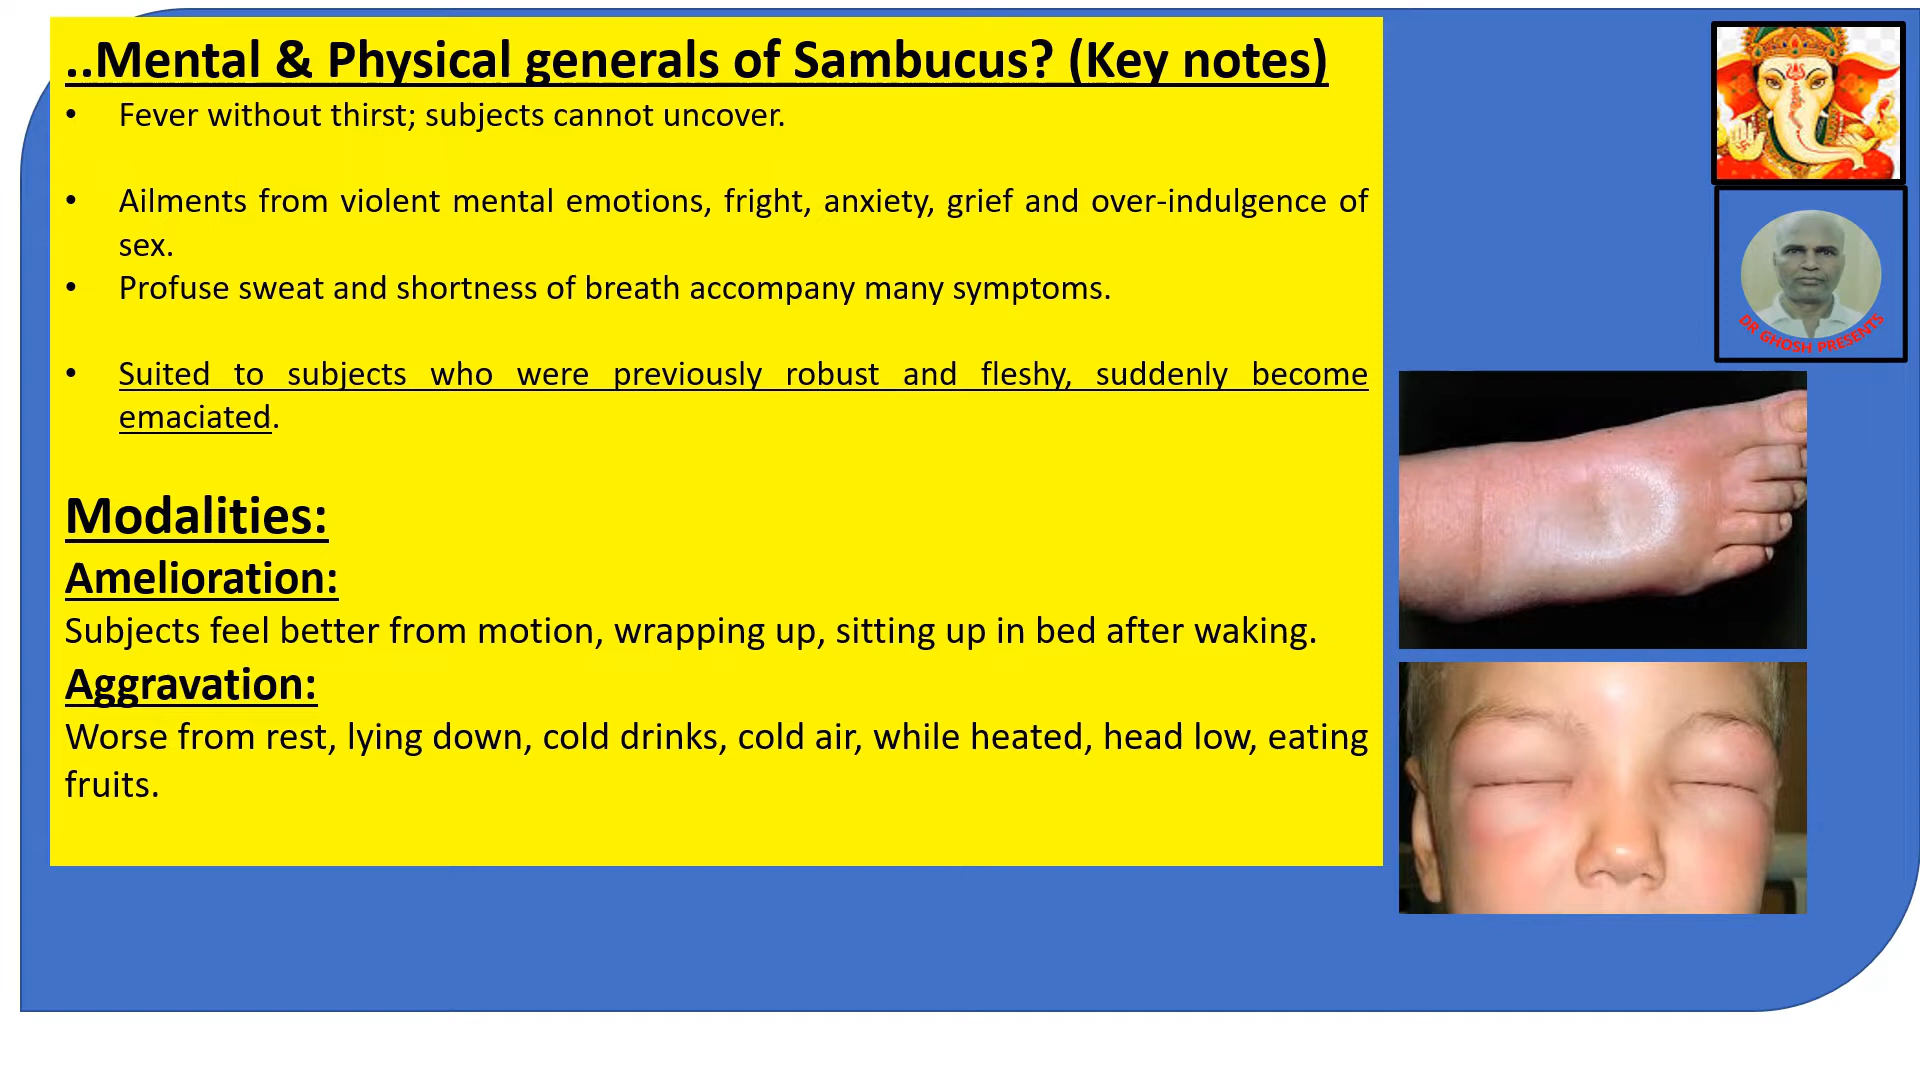 ..Mental & Physical generals of Sambucus? (Key notes)
• Fever without thirst; subjects cannot uncover.
• Ailments from violent mental emotions, fright, anxiety, grief and over-indulgence of
sex.
• Profuse sweat and shortness of breath accompany many symptoms.
• Suited to subjects who were previously robust and fleshy, suddenly become
emaciated.
Modalities:
Amelioration:
Subjects feel better from motion, wrapping up, sitting up in bed after waking.
Aggravation:
Worse from rest, lying down, cold drinks, cold air, while heated, head low, eating
fruits.
DR GHOSH PRESENTS